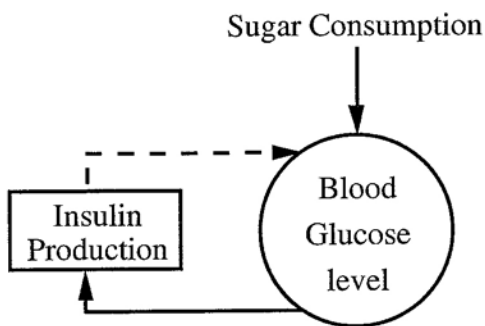 Sugar Consumption
Blood
Glucose
level
Insulin
Production